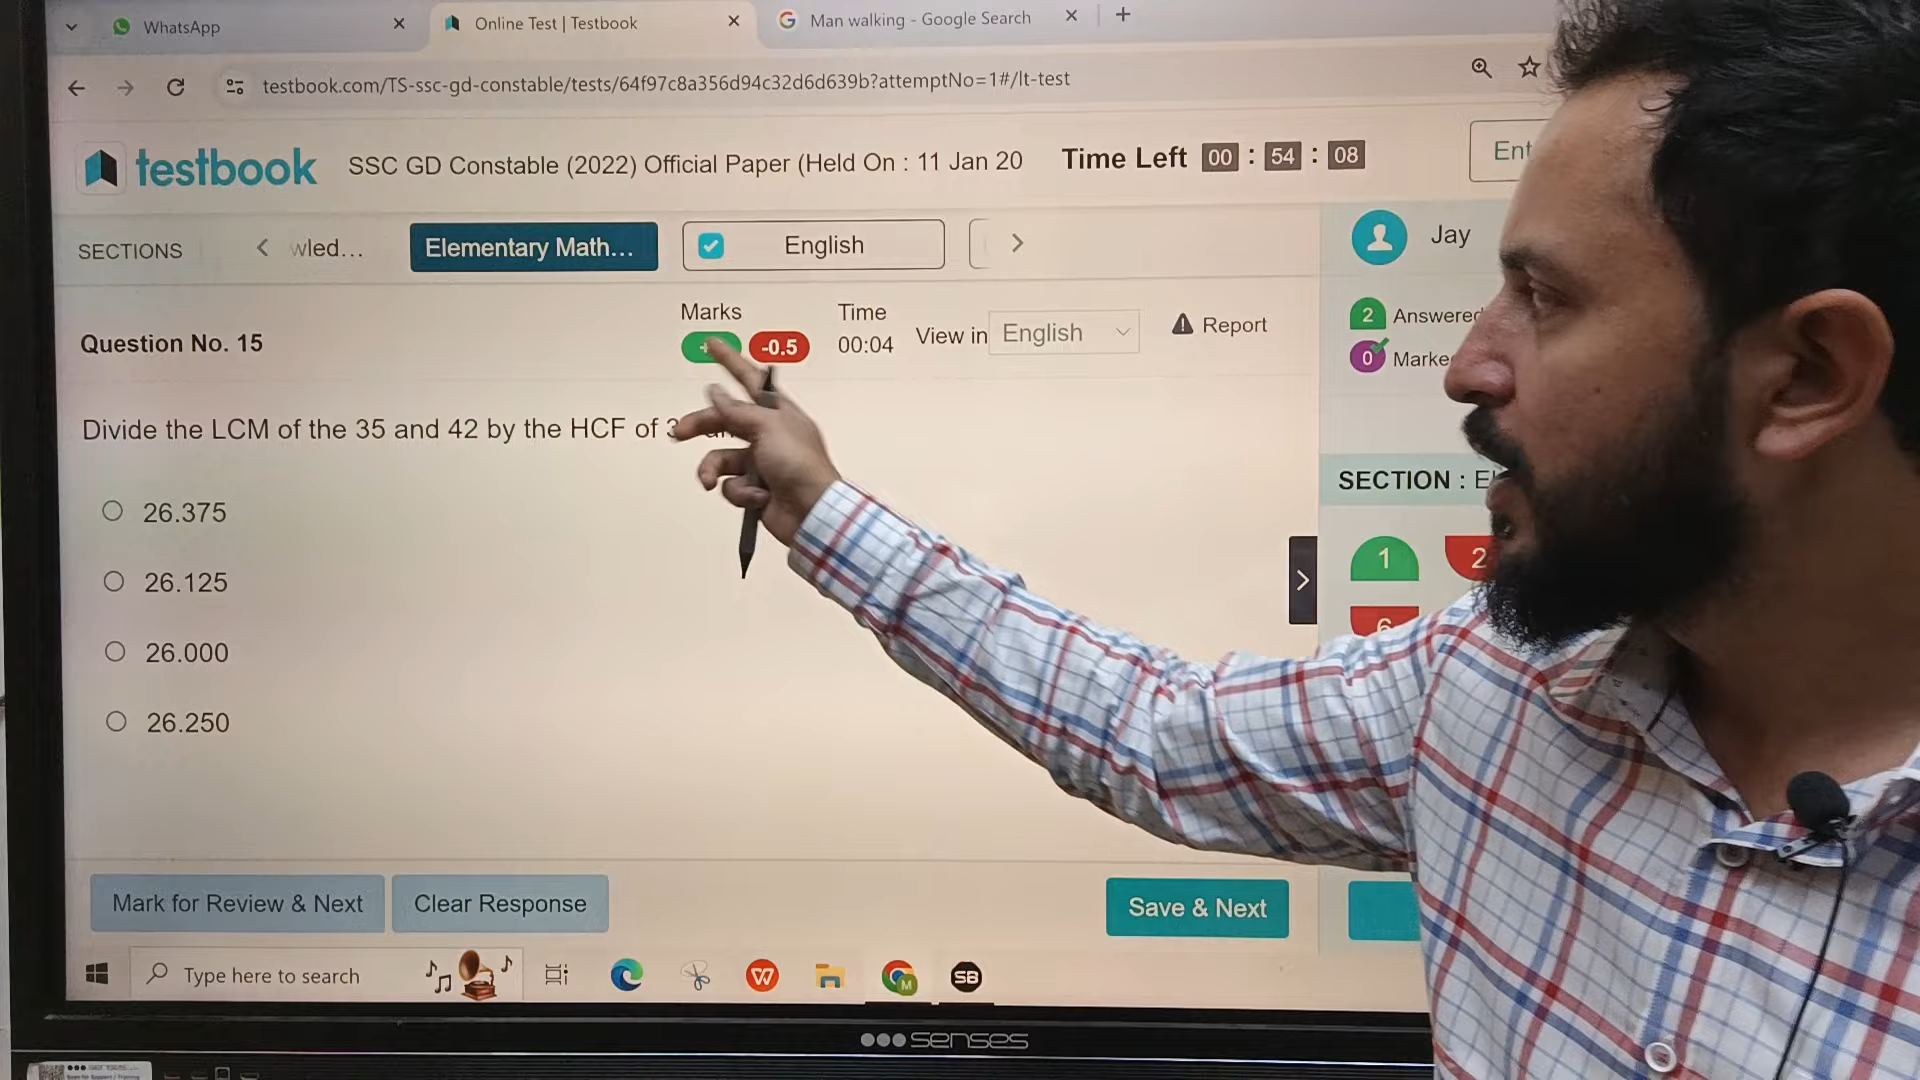 WhatsApp
Online Test | Testbook
Man walking - Google Search
testbook.com/TS-ssc-gd-constable/tests/64f97c8a356d94c32d6d639b?attemptNo=1#/lt-test
testbook
SSC GD Constable (2022) Official Paper (Held On : 11 Jan 20
Time Left 00 : 54 : 08
Ent
SECTIONS
wled...
Elementary Math...
English
Jay
Marks
Time
-0.5
00:04
View in
English
Report
2 Answered
0 Marke
Question No. 15
Divide the LCM of the 35 and 42 by the HCF of
26.375
26.125
26.000
26.250
SECTION :
1
2
6
Mark for Review & Next
Clear Response
Save & Next
Type here to search
W
M
SB
senses